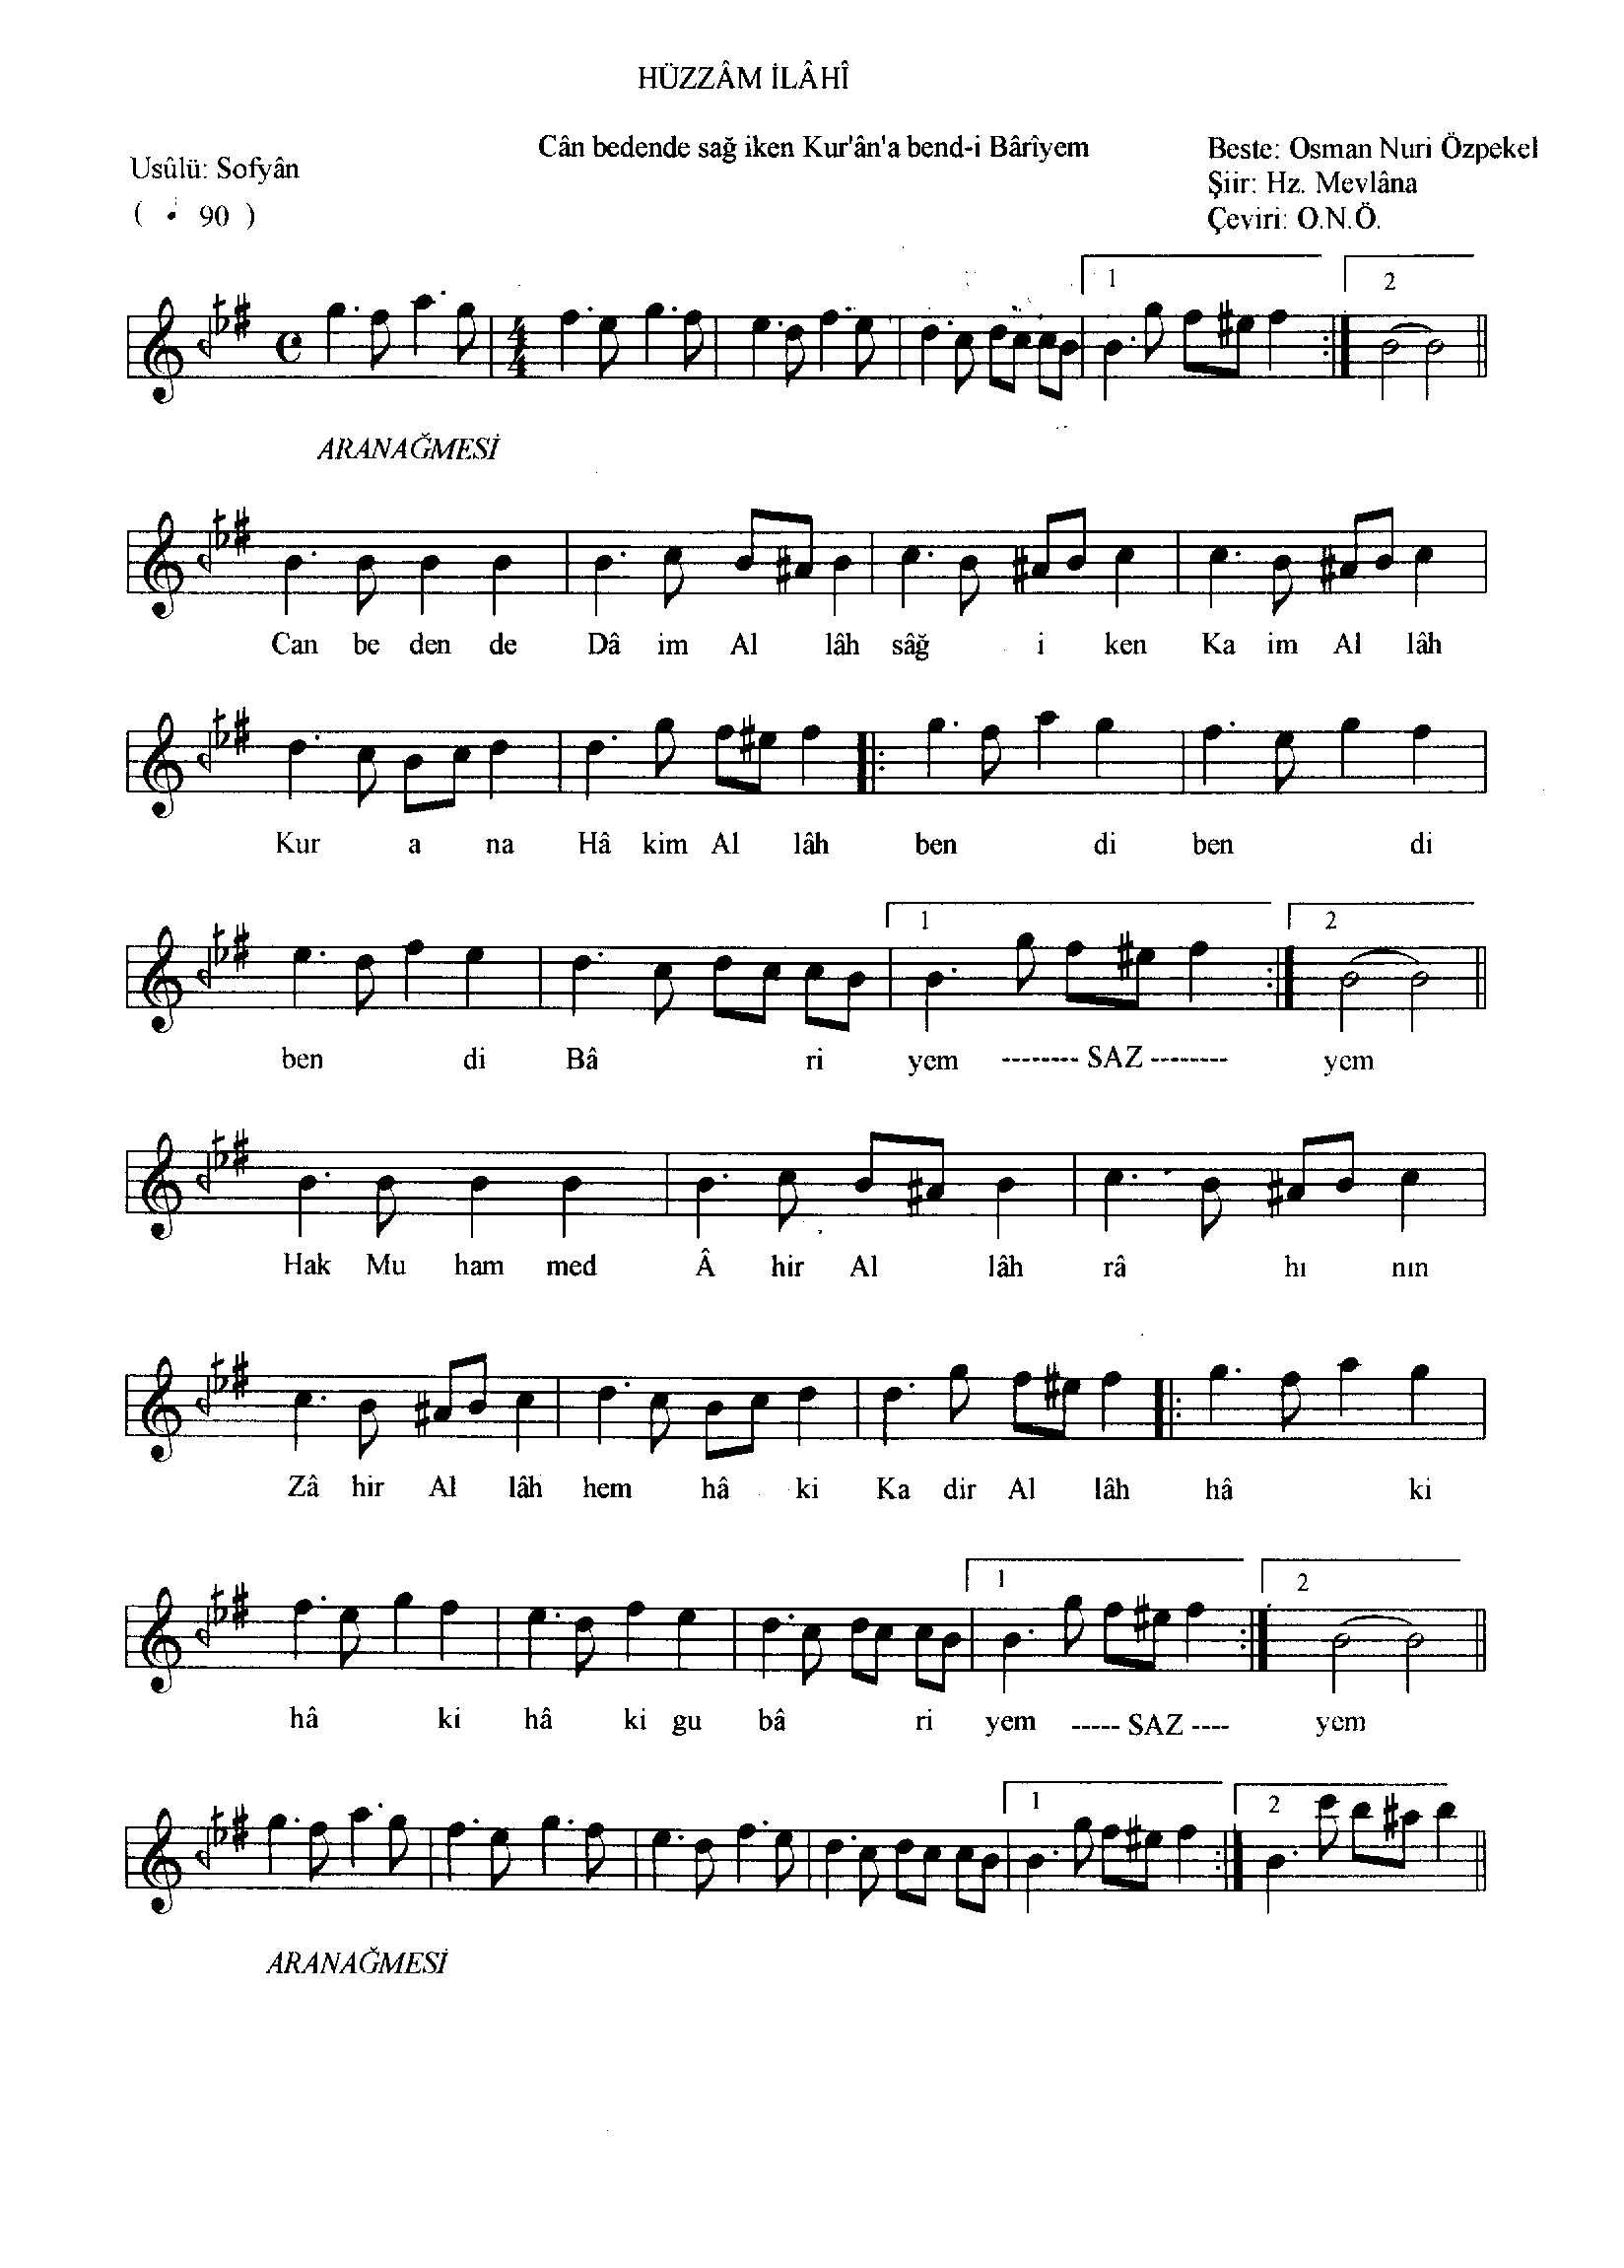 HÜZZÂM İLÂHÎ
Cân bedende sağ iken Kur'ân'a bend-i Bârîyem
Usûlü: Sofyân
( 90 )
Beste: Osman Nuri Özpekel
Şiir: Hz. Mevlâna
Çeviri: O.N.Ö.
1 2
ARANAĞMESİ
Can be den de Dâ im Al lâh sâğ i ken Ka im Al lâh
Kur a na Hâ kim Al lâh ben di ben di
1 2
ben di Bâ ri yem -------- SAZ -------- yem
Hak Mu ham med Â hir Al lâh râ hı nın
Zâ hir Al lâh hem hâ ki Ka dir Al lâh hâ ki
1 2
hâ ki hâ ki gu bâ ri yem ----- SAZ ---- yem
1 2
ARANAĞMESİ